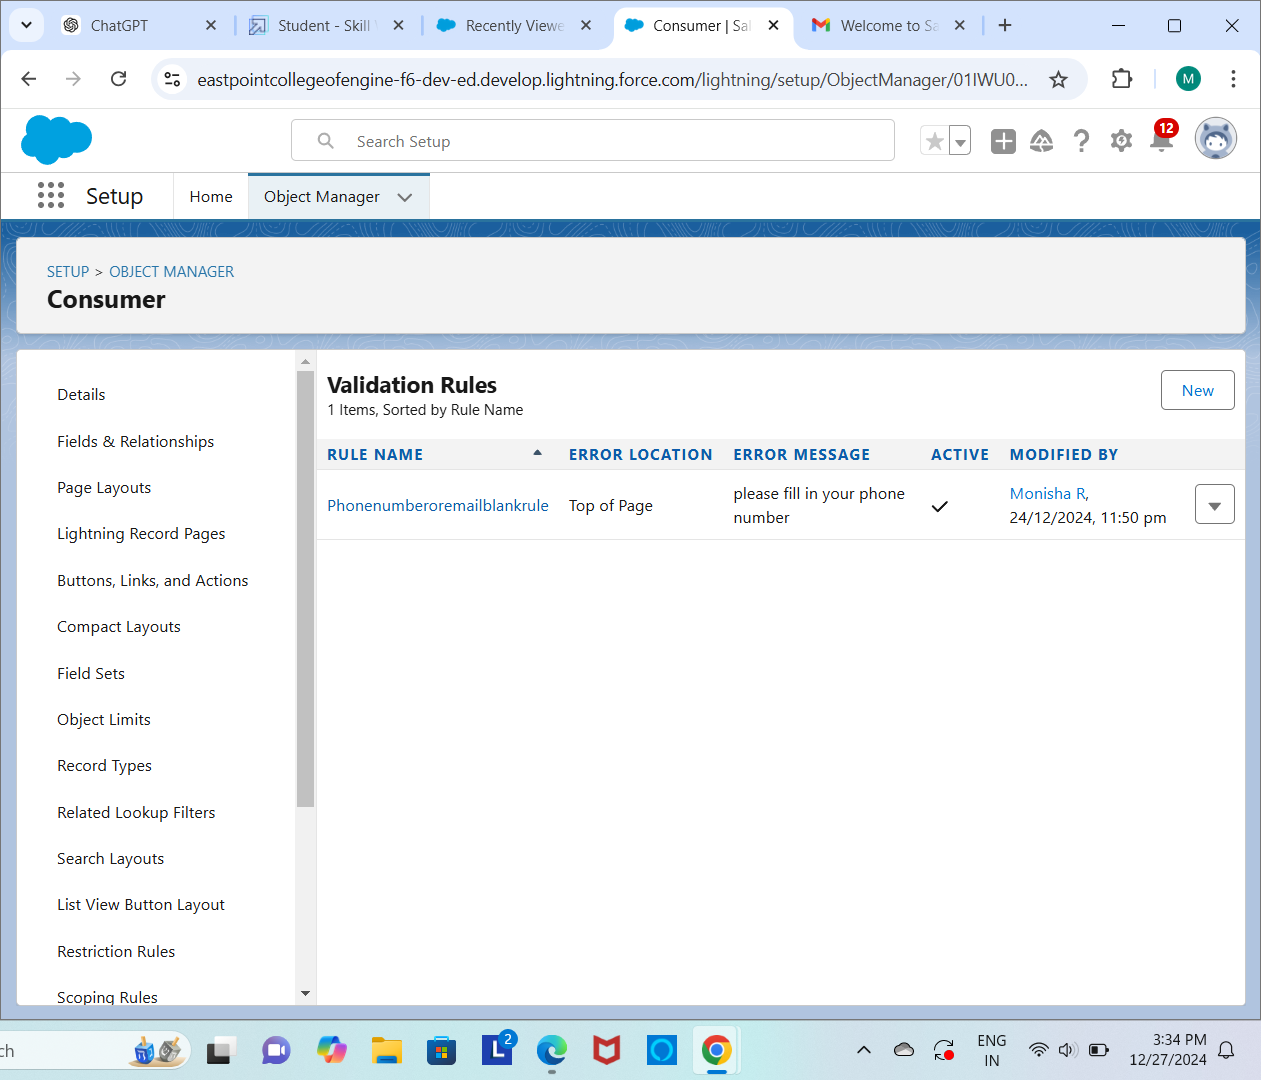 ChatGPT
Student - Skill
Recently Viewe
Consumer | Sal
Welcome to Sa
eastpointcollegeofengine-f6-dev-ed.develop.lightning.force.com/lightning/setup/ObjectManager/01IWU0...
M
Search Setup
12
Setup
Home
Object Manager
SETUP > OBJECT MANAGER
Consumer
Details
Fields & Relationships
Page Layouts
Lightning Record Pages
Buttons, Links, and Actions
Compact Layouts
Field Sets
Object Limits
Record Types
Related Lookup Filters
Search Layouts
List View Button Layout
Restriction Rules
Scoping Rules
Validation Rules
1 Items, Sorted by Rule Name
New
RULE NAME ERROR LOCATION ERROR MESSAGE ACTIVE MODIFIED BY
Phonenumberoremailblankrule Top of Page please fill in your phone number Monisha R, 24/12/2024, 11:50 pm
ch
L
2
ENG
IN
3:34 PM
12/27/2024